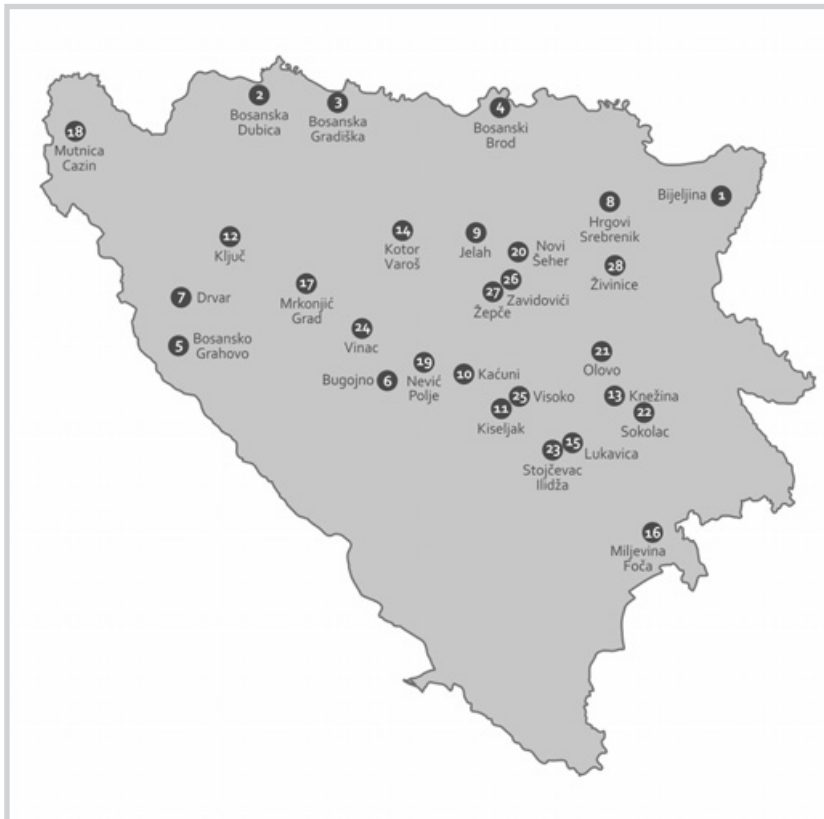 2
Bosanska
Dubica
3
Bosanska
Gradiška
4
Bosanski
Brod
18
Mutnica
Cazin
Bijeljina 1
8
Hrgovi
Srebrenik
12
Ključ
14
Kotor
Varoš
9
Jelah
20 Novi
Šeher
28
Živinice
7 Drvar
17
Mrkonjić
Grad
26
Zavidovići
27
Žepče
24
Vinac
5 Bosansko
Grahovo
21
Olovo
19
Nević
Polje
Bugojno 6
10 Kaćuni
25 Visoko
11
Kiseljak
13 Knežina
22
Sokolac
15
Lukavica
23
Stojčevac
Ilidža
16
Miljevina
Foča